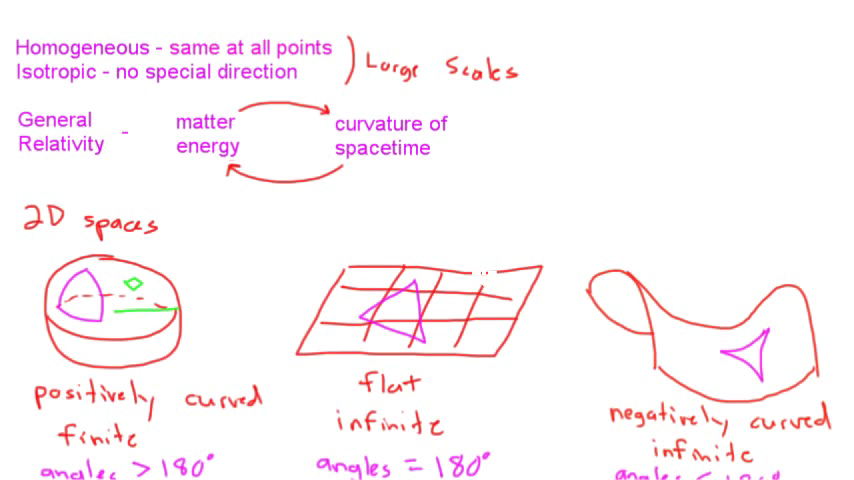 Homogeneous - same at all points
Isotropic - no special direction
Large Scales
General Relativity -
matter energy
curvature of spacetime
2D spaces
positively curved
finite
angles > 180°
flat
infinite
angles = 180°
negatively curved
infinite
angles <